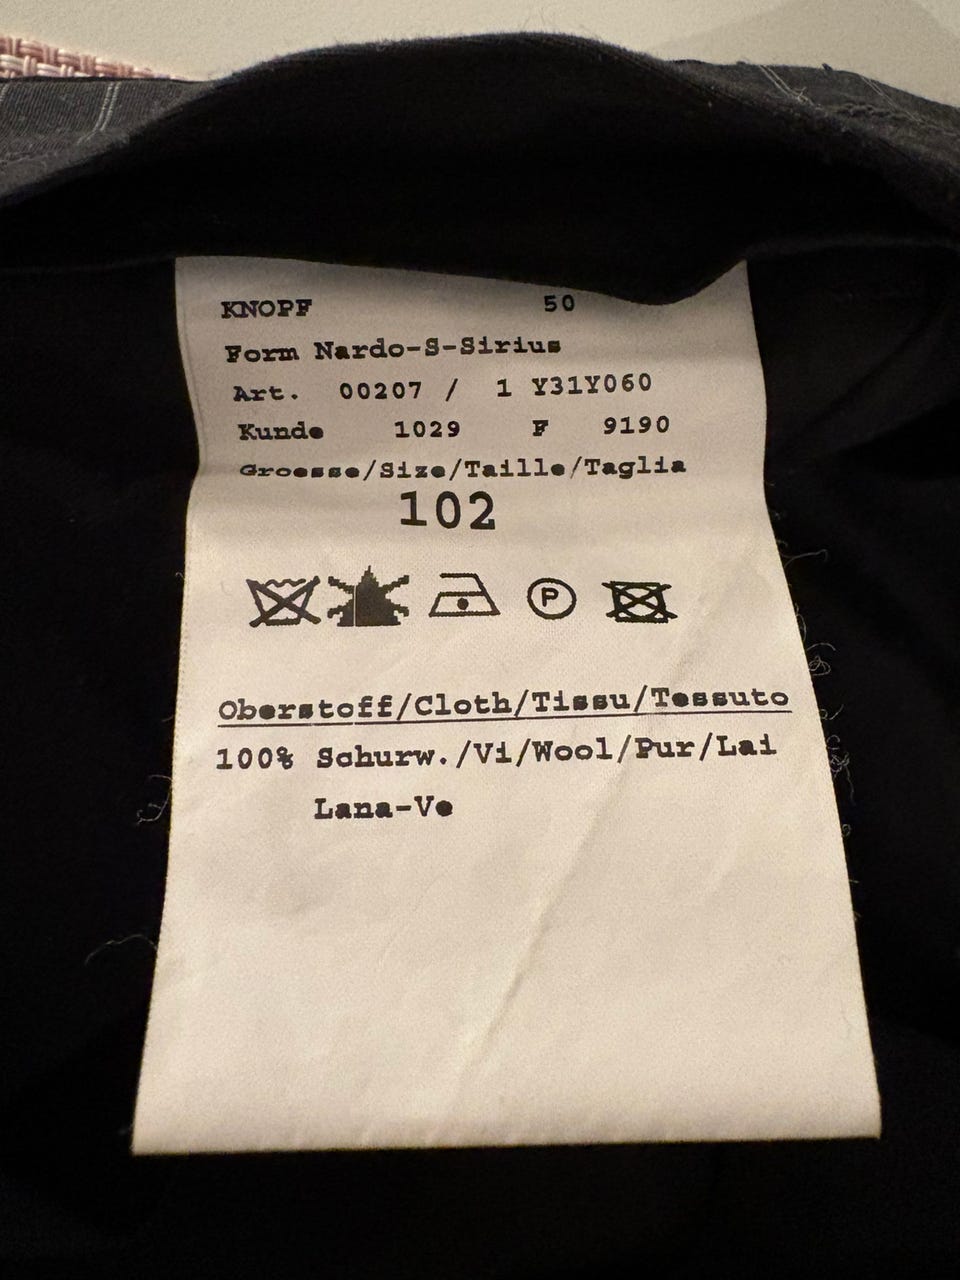 KNOPF 50
Form Nardo-S-Sirius
Art. 00207 / 1 Y31Y060
Kunde 1029 F 9190
Groesse/Size/Taille/Taglia
102
P
Oberstoff/Cloth/Tissu/Tessuto
100% Schurw./Vi/Wool/Pur/Lai
Lana-Ve